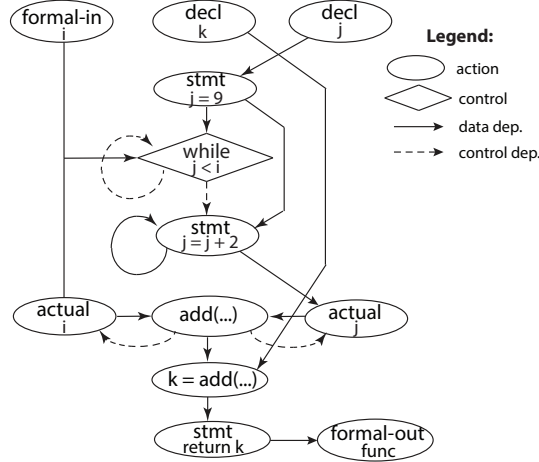 formal-in
i
decl
k
decl
j
Legend:
action
control
data dep.
control dep.
stmt
j = 9
while
j < i
stmt
j = j + 2
actual
i
add(...)
actual
j
k = add(...)
stmt
return k
formal-out
func